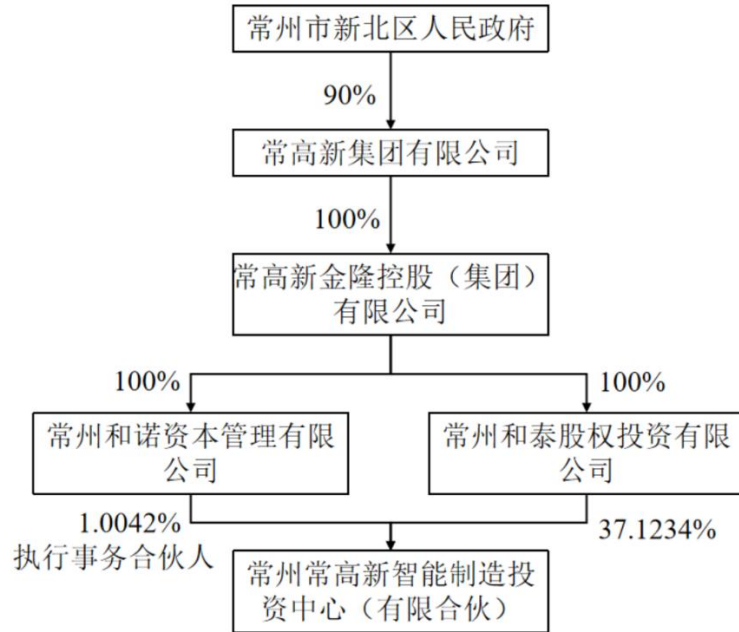 常州市新北区人民政府
90%
常高新集团有限公司
100%
常高新金隆控股（集团）
有限公司
100%
100%
常州和诺资本管理有限
公司
常州和泰股权投资有限
公司
1.0042%
执行事务合伙人
37.1234%
常州常高新智能制造投
资中心（有限合伙）